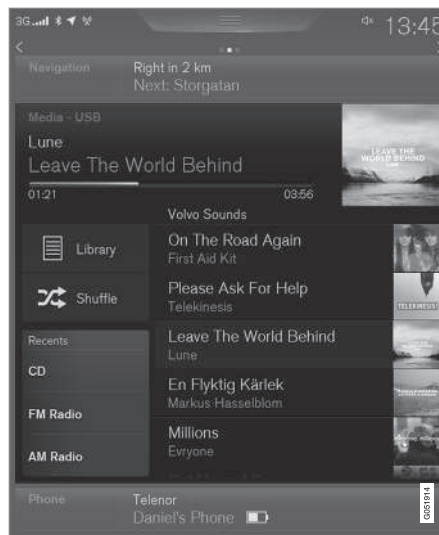 3G
13:45
Navigation
Right in 2 km
Next: Storgatan
Media - USB
Lune
Leave The World Behind
01:21
03:56
LEAVE THE
WORLD BEHIND
Volvo Sounds
Library
Shuffle
On The Road Again
First Aid Kit
Please Ask For Help
Telekinesis
TELEKINESIS!
Leave The World Behind
Lune
En Flyktig Kärlek
Markus Hasselblom
Millions
Evryone
Recents
CD
FM Radio
AM Radio
Phone
Telenor
Daniel's Phone
G051914